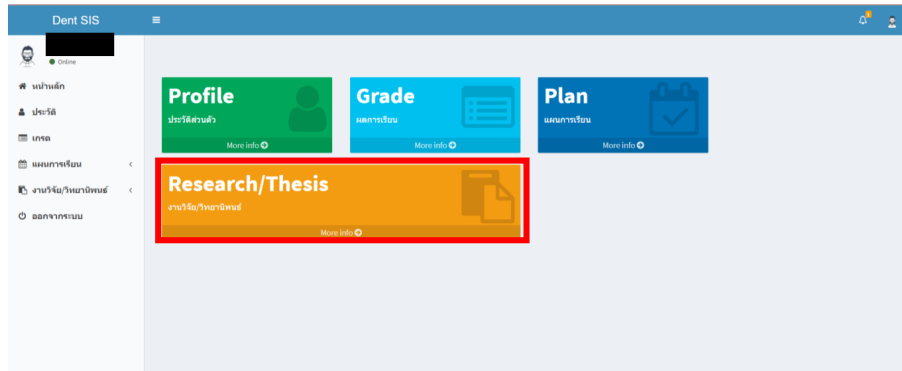 Dent SIS
Online
หน้าหลัก
ประวัติ
เกรด
แผนการเรียน
งานวิจัย/วิทยานิพนธ์
ออกจากระบบ
Profile
ประวัติส่วนตัว
More info
Grade
ผลการเรียน
More info
Plan
แผนการเรียน
More info
Research/Thesis
งานวิจัย/วิทยานิพนธ์
More info